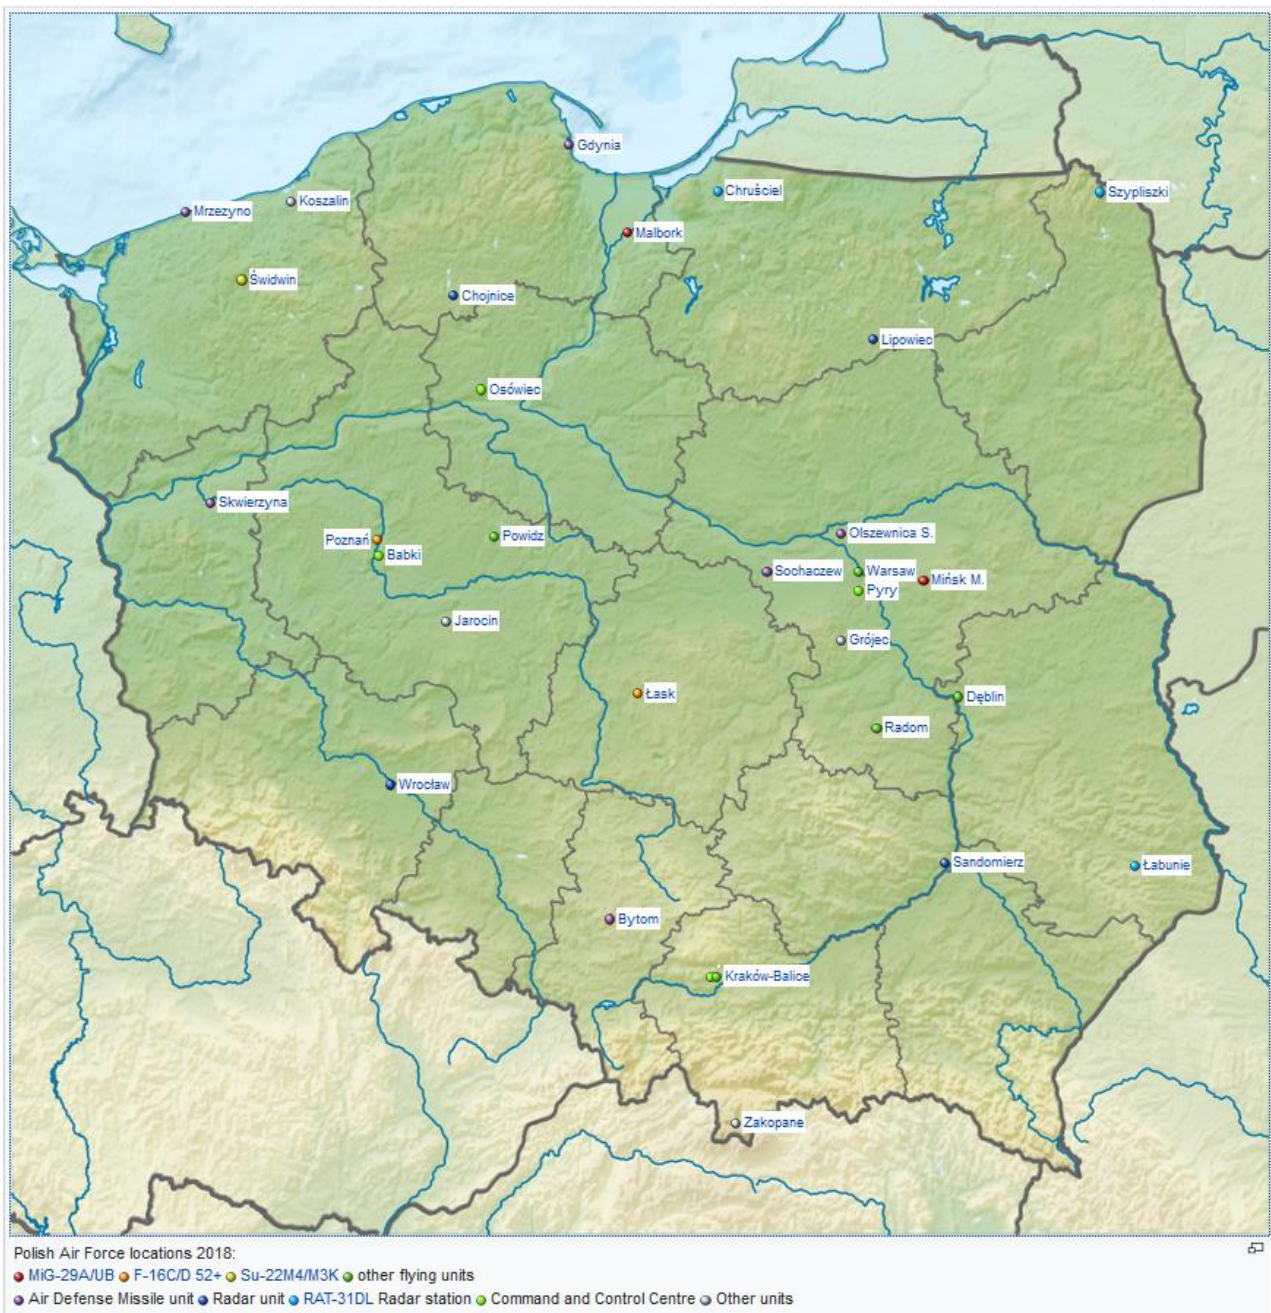 Gdynia
Chruściel
Szypliszki
Koszalin
Mrzezyno
Malbork
Świdwin
Chojnice
Lipowiec
Osówiec
Skwierzyna
Olszewnica S.
Poznań
Powidz
Babki
Sochaczew
Warsaw
Mińsk M.
Pyry
Jarocin
Grójec
Łask
Dęblin
Radom
Wrocław
Sandomierz
Łabunie
Bytom
Kraków-Balice
Zakopane
Polish Air Force locations 2018:
MiG-29A/UB F-16C/D 52+ Su-22M4/M3K other flying units
Air Defense Missile unit Radar unit RAT-31DL Radar station Command and Control Centre Other units